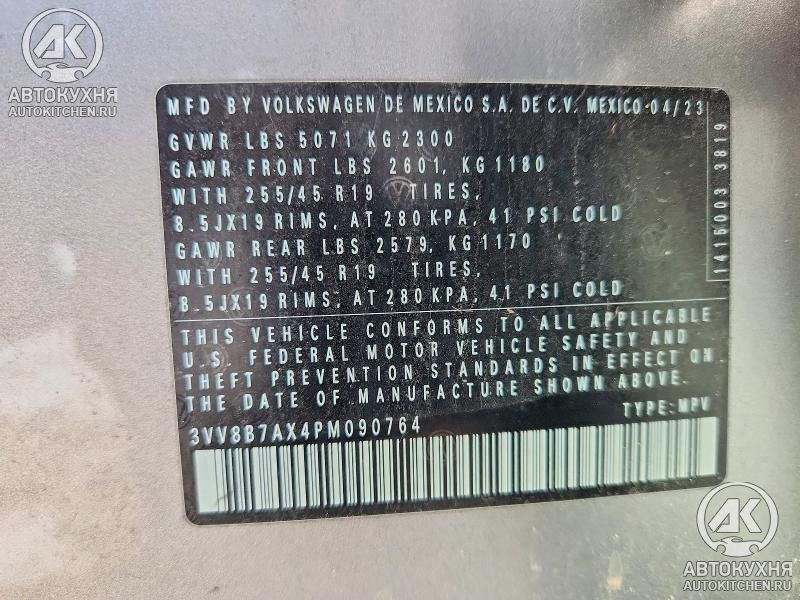 AK
АВТОКУХНЯ
AUTOKITCHEN.RU
MFD BY VOLKSWAGEN DE MEXICO S.A. DE C.V. MEXICO 04/23
GVWR LBS 5071 KG 2300
GAWR FRONT LBS 2601, KG 1180
WITH 255/45 R19 TIRES,
8.5JX19 RIMS, AT 280 KPA, 41 PSI COLD
GAWR REAR LBS 2579, KG 1170
WITH 255/45 R19 TIRES,
8.5JX19 RIMS, AT 280 KPA, 41 PSI COLD
1415003 3819
THIS VEHICLE CONFORMS TO ALL APPLICABLE
U.S. FEDERAL MOTOR VEHICLE SAFETY AND
THEFT PREVENTION STANDARDS IN EFFECT ON
THE DATE OF MANUFACTURE SHOWN ABOVE.
3VV8B7AX4PM090764 TYPE: MPV
AK
АВТОКУХНЯ
AUTOKITCHEN.RU